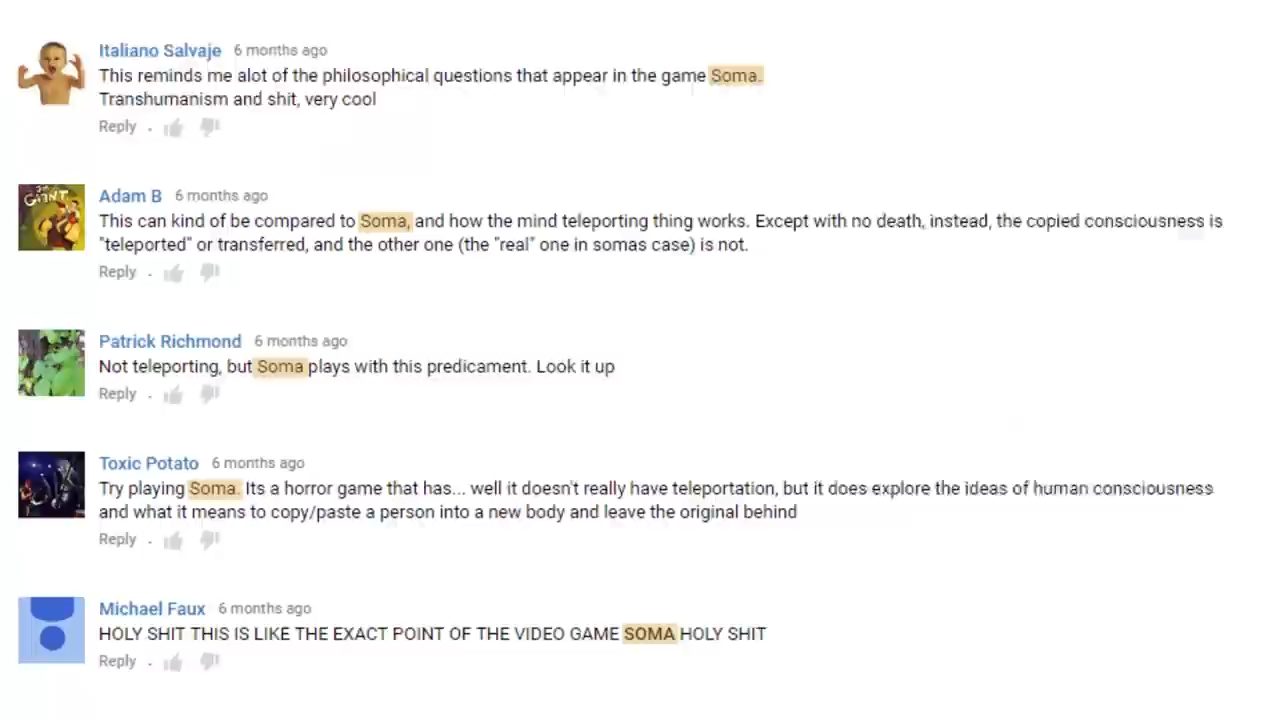 Italiano Salvaje 6 months ago
This reminds me alot of the philosophical questions that appear in the game Soma.
Transhumanism and shit, very cool
Reply .
GIANT
Adam B 6 months ago
This can kind of be compared to Soma, and how the mind teleporting thing works. Except with no death, instead, the copied consciousness is
"teleported" or transferred, and the other one (the "real" one in somas case) is not.
Reply .
Patrick Richmond 6 months ago
Not teleporting, but Soma plays with this predicament. Look it up
Reply .
Toxic Potato 6 months ago
Try playing Soma. Its a horror game that has... well it doesn't really have teleportation, but it does explore the ideas of human consciousness
and what it means to copy/paste a person into a new body and leave the original behind
Reply .
Michael Faux 6 months ago
HOLY SHIT THIS IS LIKE THE EXACT POINT OF THE VIDEO GAME SOMA HOLY SHIT
Reply .